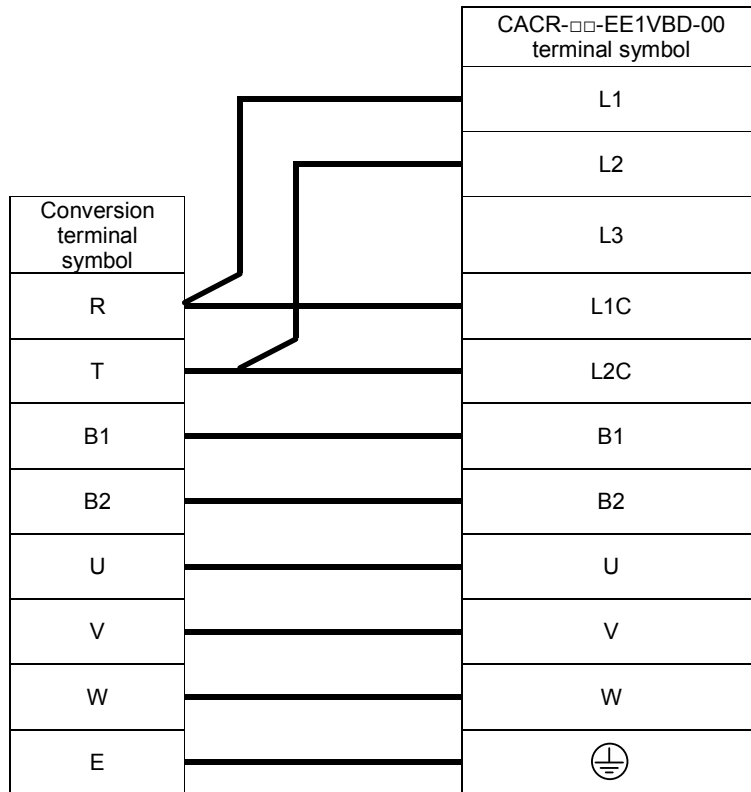 CACR-□□-EE1VBD-00
terminal symbol
L1
L2
Conversion
terminal
symbol
L3
R
L1C
T
L2C
B1
B1
B2
B2
U
U
V
V
W
W
E